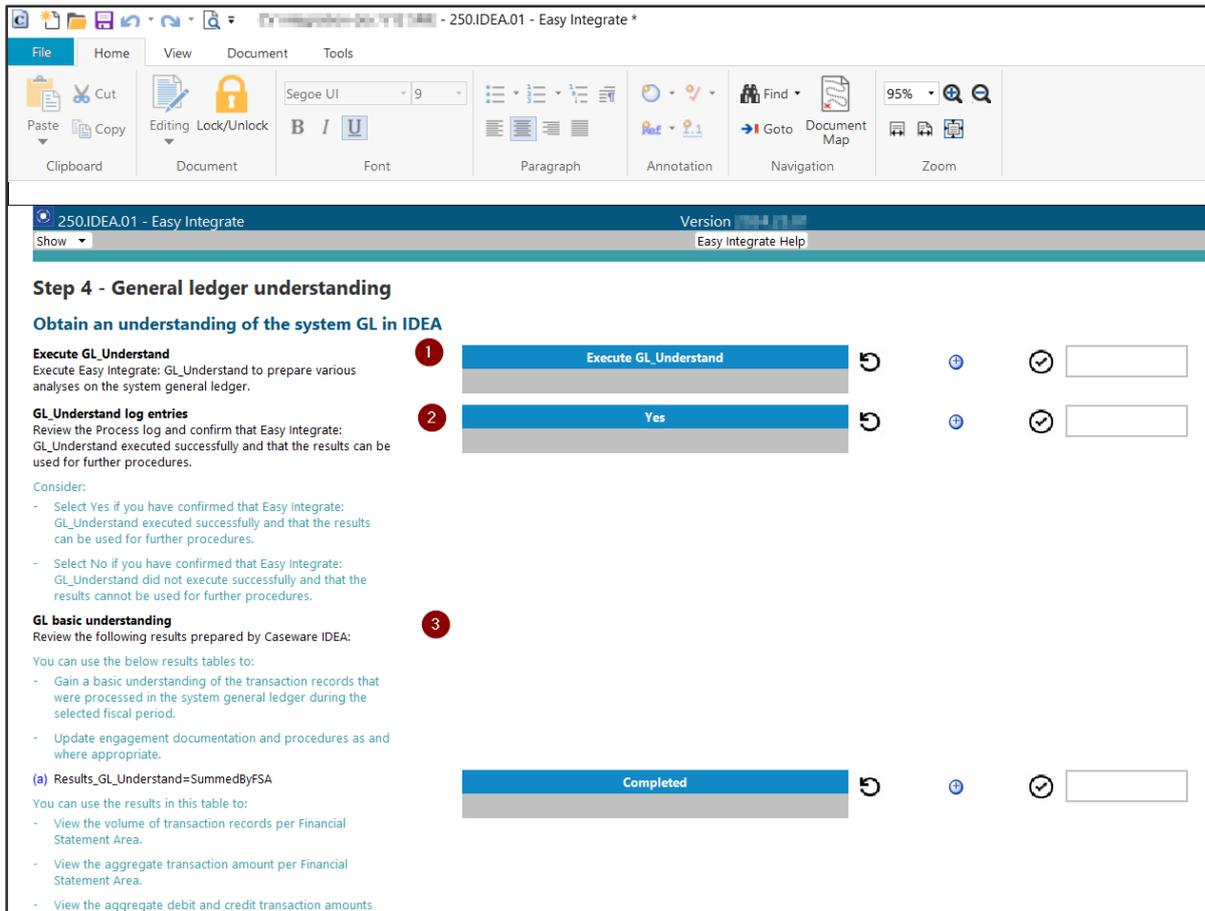 - 250.IDEA.01 - Easy Integrate *
File Home View Document Tools
Paste Cut Copy
Editing Lock/Unlock
Segoe UI 9
B I U
Ref 1.1
Find
Goto Document Map
95%
Clipboard Document Font Paragraph Annotation Navigation Zoom
250.IDEA.01 - Easy Integrate Version
Show Easy Integrate Help
Step 4 - General ledger understanding
Obtain an understanding of the system GL in IDEA
Execute GL_Understand 1 Execute GL_Understand
Execute Easy Integrate: GL_Understand to prepare various
analyses on the system general ledger.
GL_Understand log entries 2 Yes
Review the Process log and confirm that Easy Integrate:
GL_Understand executed successfully and that the results can be
used for further procedures.
Consider:
- Select Yes if you have confirmed that Easy Integrate:
GL_Understand executed successfully and that the results
can be used for further procedures.
- Select No if you have confirmed that Easy Integrate:
GL_Understand did not execute successfully and that the
results cannot be used for further procedures.
GL basic understanding 3
Review the following results prepared by Caseware IDEA:
You can use the below results tables to:
- Gain a basic understanding of the transaction records that
were processed in the system general ledger during the
selected fiscal period.
- Update engagement documentation and procedures as and
where appropriate.
(a) Results_GL_Understand=SummedByFSA Completed
You can use the results in this table to:
- View the volume of transaction records per Financial
Statement Area.
- View the aggregate transaction amount per Financial
Statement Area.
- View the aggregate debit and credit transaction amounts